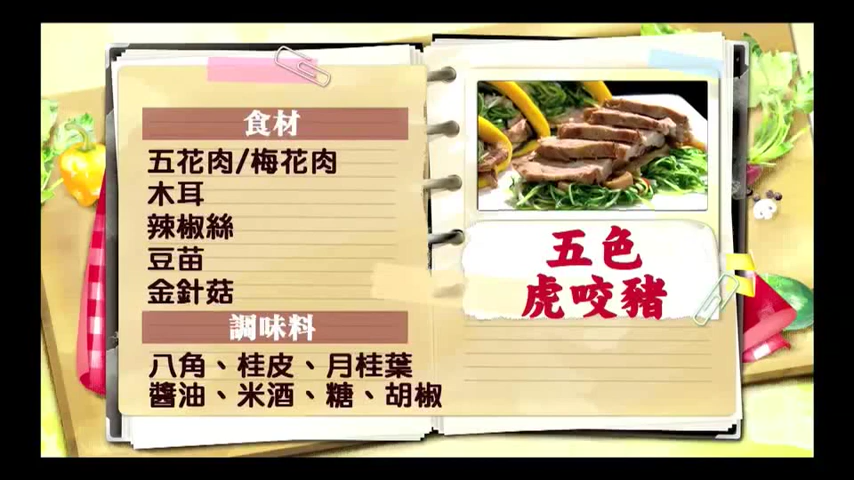 食材
五花肉/梅花肉
木耳
辣椒絲
豆苗
金針菇
調味料
八角、桂皮、月桂葉
醬油、米酒、糖、胡椒
五色
虎咬豬